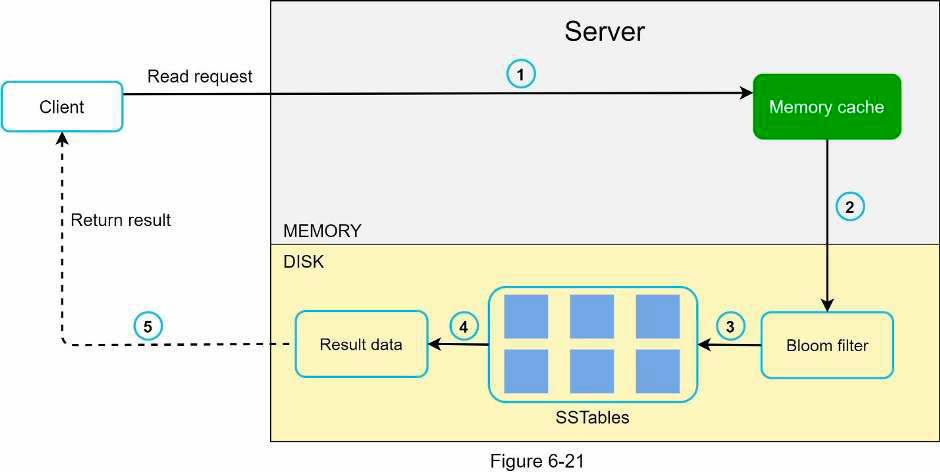 Server
Read request
1
Client
Memory cache
2
Return result
MEMORY
DISK
5
Result data
4
3
Bloom filter
SSTables
Figure 6-21